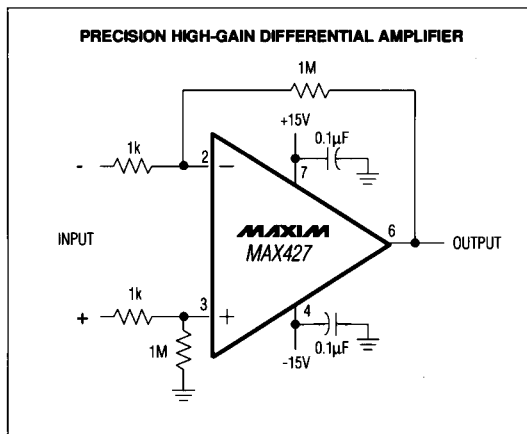 PRECISION HIGH-GAIN DIFFERENTIAL AMPLIFIER
1M
+15V
0.1µF
1k
2
7
-
−
MAXIM
MAX427
6
INPUT
OUTPUT
1k
3
4
+
+
1M
0.1µF
-15V